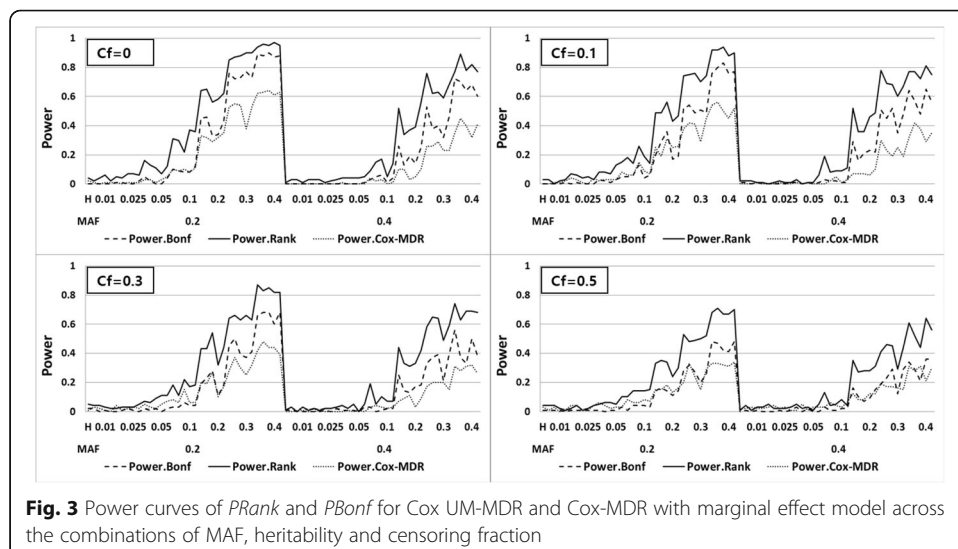 Cf=0
Power
1
0.8
0.6
0.4
0.2
0
H 0.01 0.025 0.05 0.1 0.2 0.3 0.4 0.01 0.025 0.05 0.1 0.2 0.3 0.4
MAF 0.2 0.4
Power.Bonf Power.Rank Power.Cox-MDR
Cf=0.1
Power
1
0.8
0.6
0.4
0.2
0
H 0.01 0.025 0.05 0.1 0.2 0.3 0.4 0.01 0.025 0.05 0.1 0.2 0.3 0.4
MAF 0.2 0.4
Power.Bonf Power.Rank Power.Cox-MDR
Cf=0.3
1
0.8
0.6
0.4
0.2
0
H 0.01 0.025 0.05 0.1 0.2 0.3 0.4 0.01 0.025 0.05 0.1 0.2 0.3 0.4
MAF 0.2 0.4
Power.Bonf Power.Rank Power.Cox-MDR
Cf=0.5
1
0.8
0.6
0.4
0.2
0
H 0.01 0.025 0.05 0.1 0.2 0.3 0.4 0.01 0.025 0.05 0.1 0.2 0.3 0.4
MAF 0.2 0.4
Power.Bonf Power.Rank Power.Cox-MDR
Fig. 3 Power curves of PRank and PBonf for Cox UM-MDR and Cox-MDR with marginal effect model across
the combinations of MAF, heritability and censoring fraction